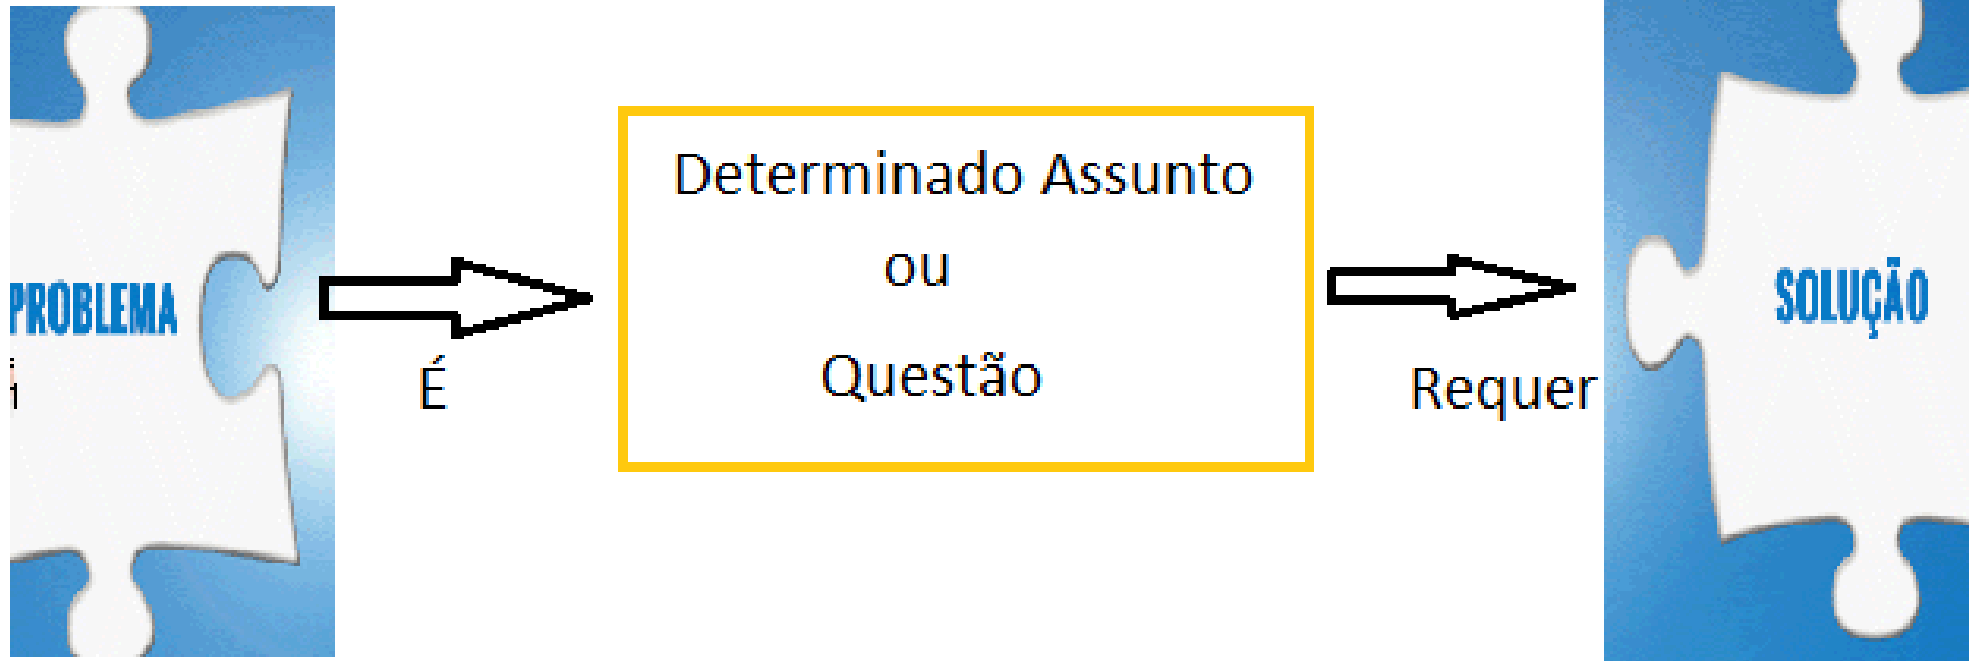 PROBLEMA
É
Determinado Assunto
ou
Questão
Requer
SOLUÇÃO